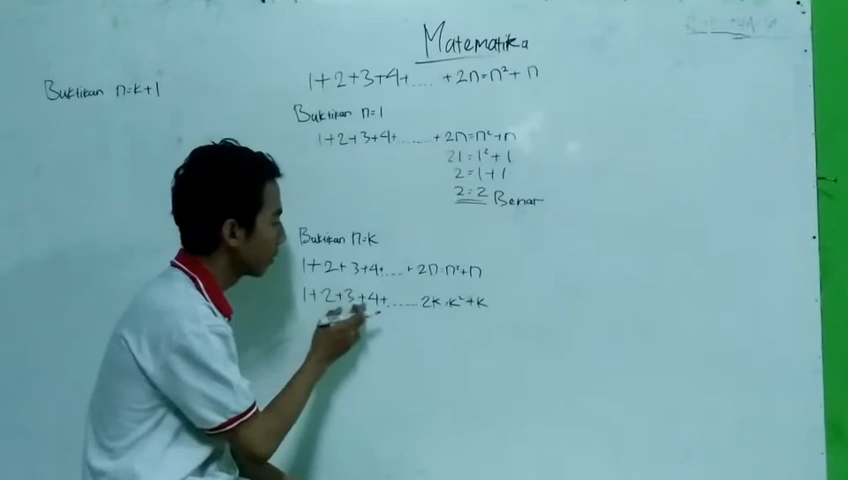 Matematika
1+2+3+4+.... +2n=n²+n
Buktikan n=k+1
Buktikan n=1
1+2+3+4+...... +2n=n²+n
21=1²+1
2=1+1
2=2 Benar
Buktikan n=k
1+2+3+4+....+2n=n²+n
1+2+3+4+......2k=k²+k